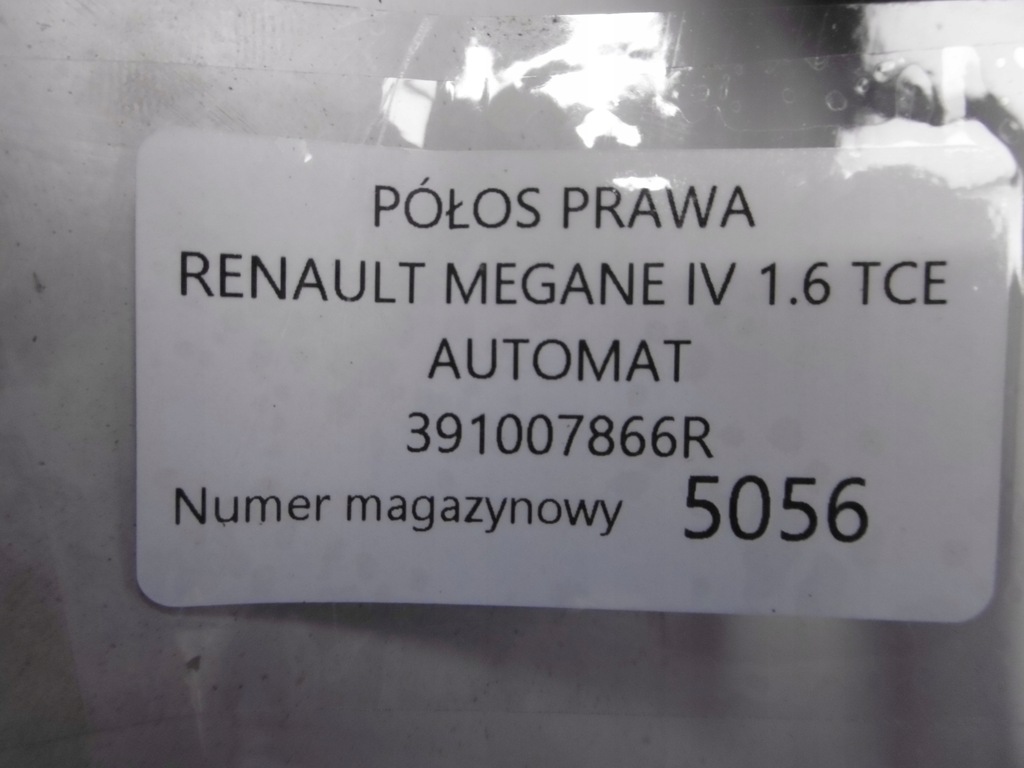 PÓŁOS PRAWA
RENAULT MEGANE IV 1.6 TCE
AUTOMAT
391007866R
Numer magazynowy 5056